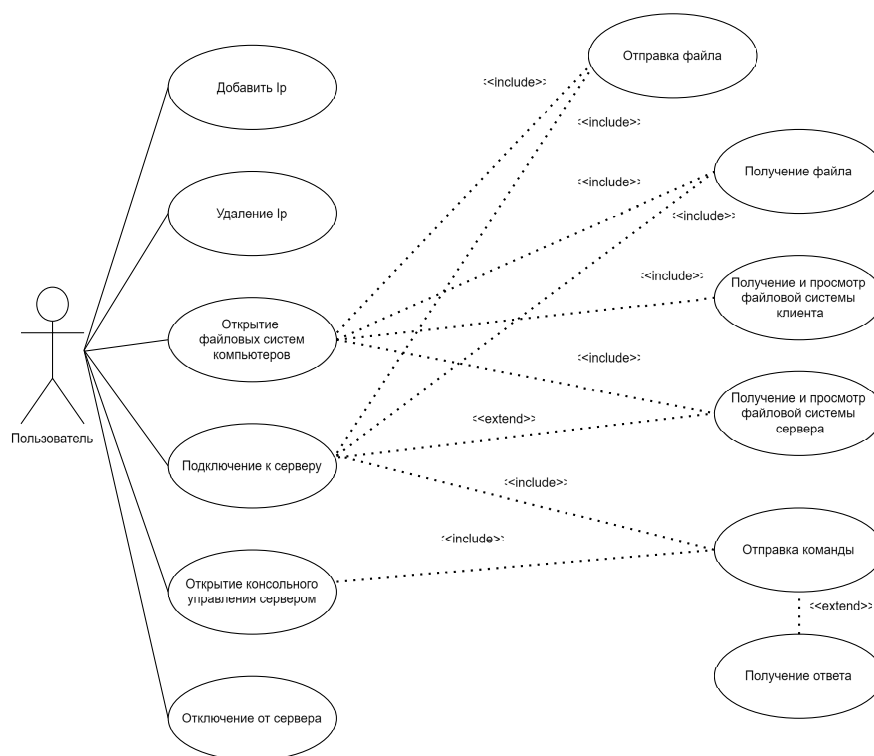 Отправка файла
<<include>>
Добавить Ip
<<include>>
Получение файла
<<include>>
Удаление Ip
<<include>>
<<include>>
Получение и просмотр
файловой системы
клиента
Открытие
файловых систем
компьютеров
<<include>>
Получение и просмотр
файловой системы
сервера
<<extend>>
Пользователь
Подключение к серверу
<<include>>
<<include>>
Отправка команды
Открытие консольного
управления сервером
<<extend>>
Получение ответа
Отключение от сервера